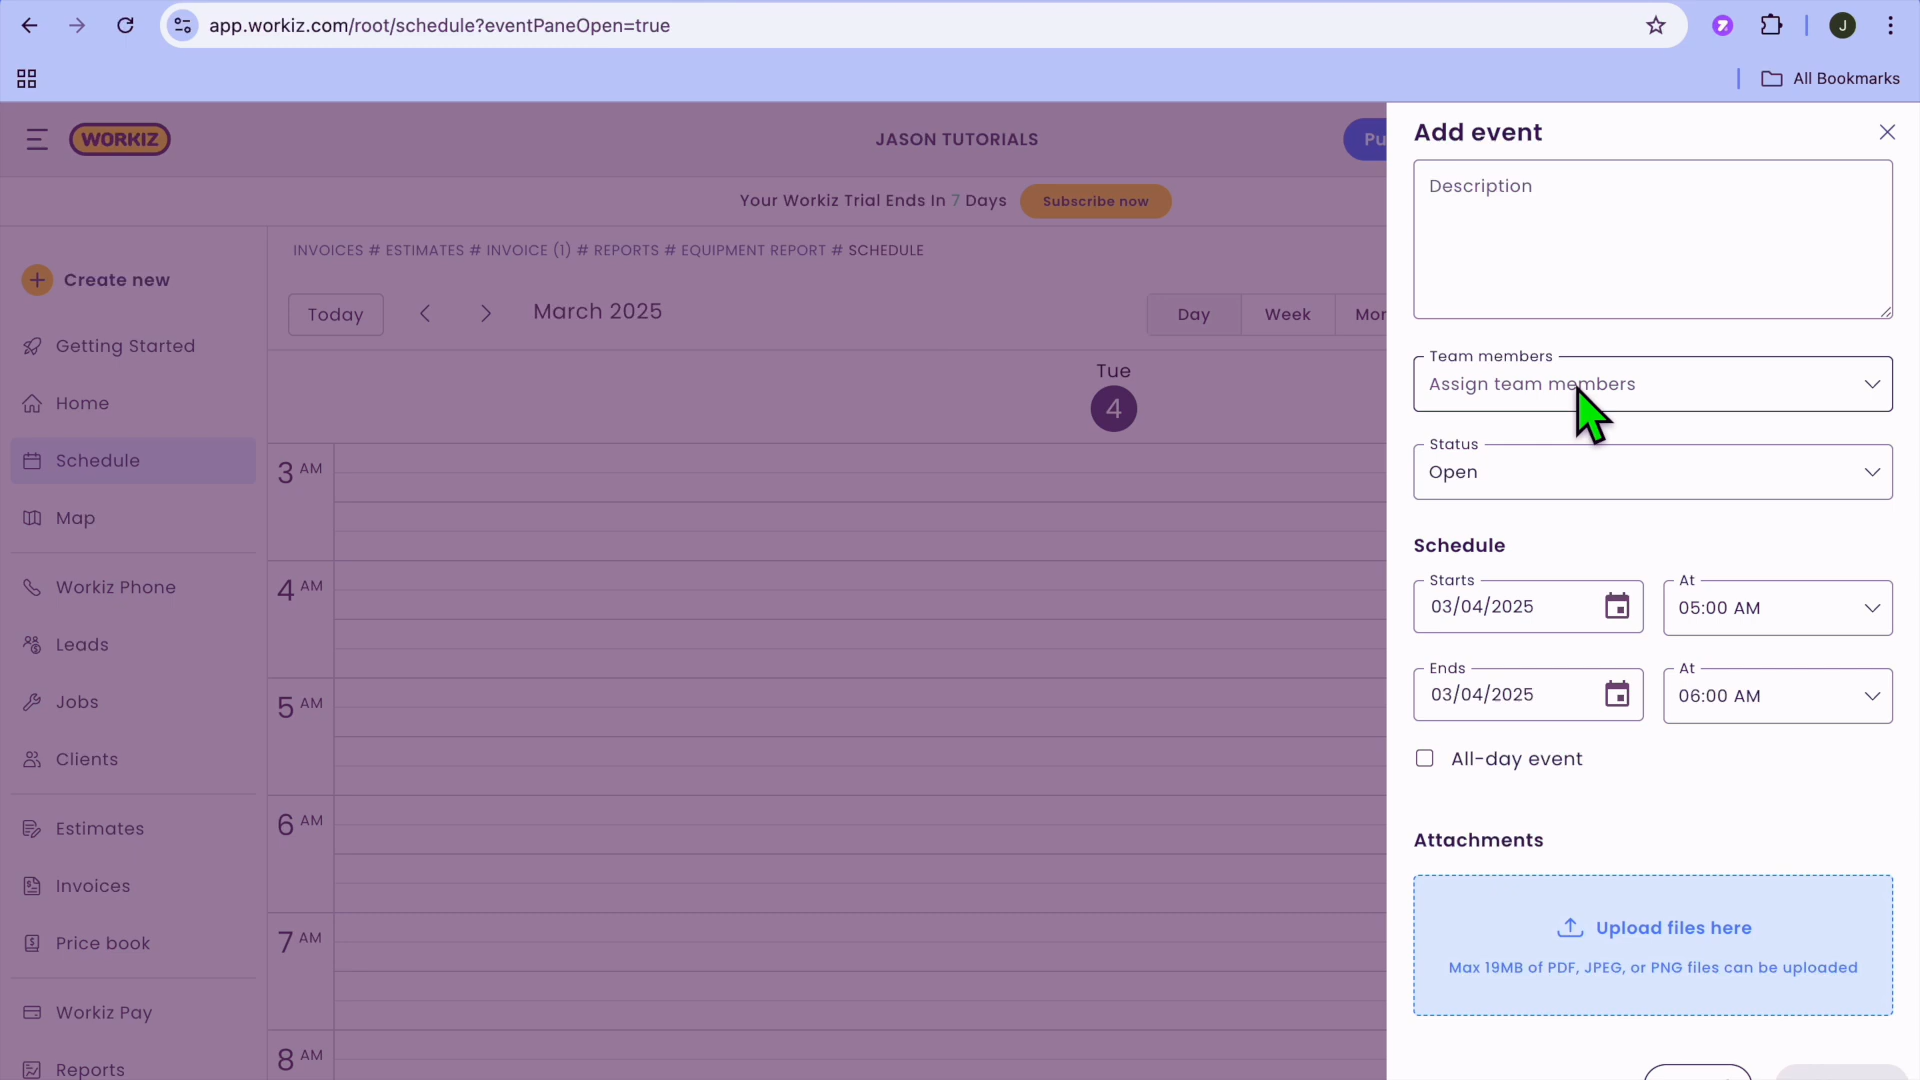 app.workiz.com/root/schedule?eventPaneOpen=true
J
All Bookmarks
WORKIZ
JASON TUTORIALS
Pu
Your Workiz Trial Ends In 7 Days
Subscribe now
INVOICES # ESTIMATES # INVOICE (1) # REPORTS # EQUIPMENT REPORT # SCHEDULE
Create new
Getting Started
Home
Schedule
Map
Workiz Phone
Leads
Jobs
Clients
Estimates
Invoices
Price book
Workiz Pay
Reports
Today
March 2025
Day
Week
Mor
Tue
4
3 AM
4 AM
5 AM
6 AM
7 AM
8 AM
Add event
Description
Team members
Assign team members
Status
Open
Schedule
Starts
03/04/2025
At
05:00 AM
Ends
03/04/2025
At
06:00 AM
All-day event
Attachments
Upload files here
Max 19MB of PDF, JPEG, or PNG files can be uploaded